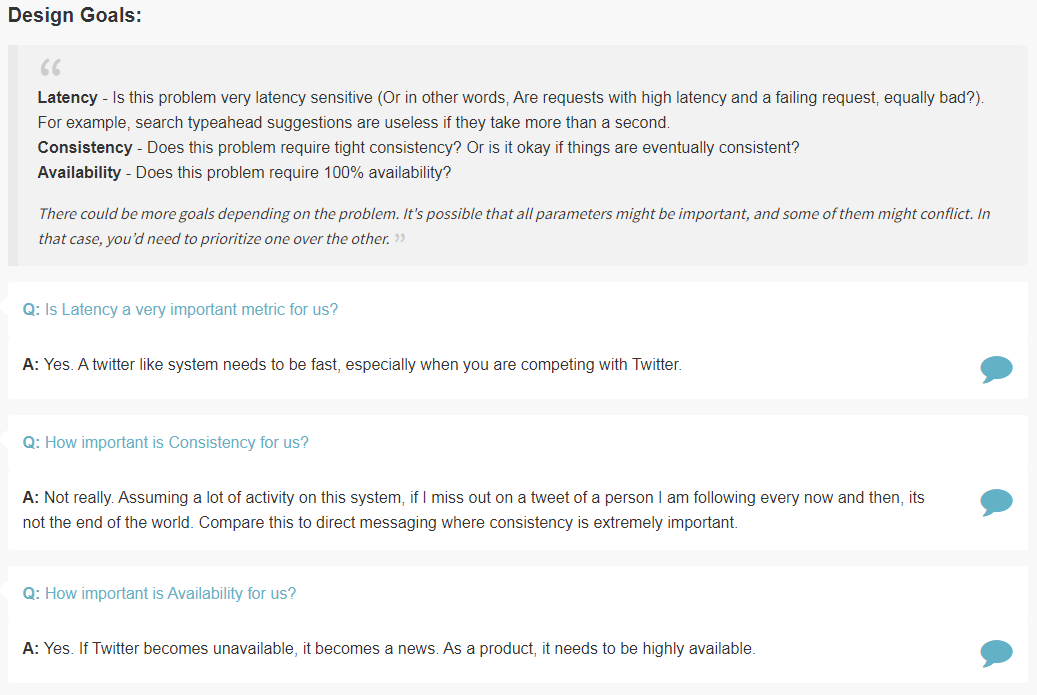 Design Goals:
“
Latency - Is this problem very latency sensitive (Or in other words, Are requests with high latency and a failing request, equally bad?).
For example, search typeahead suggestions are useless if they take more than a second.
Consistency - Does this problem require tight consistency? Or is it okay if things are eventually consistent?
Availability - Does this problem require 100% availability?
There could be more goals depending on the problem. It's possible that all parameters might be important, and some of them might conflict. In
that case, you’d need to prioritize one over the other. ”
Q: Is Latency a very important metric for us?
A: Yes. A twitter like system needs to be fast, especially when you are competing with Twitter.
Q: How important is Consistency for us?
A: Not really. Assuming a lot of activity on this system, if I miss out on a tweet of a person I am following every now and then, its
not the end of the world. Compare this to direct messaging where consistency is extremely important.
Q: How important is Availability for us?
A: Yes. If Twitter becomes unavailable, it becomes a news. As a product, it needs to be highly available.